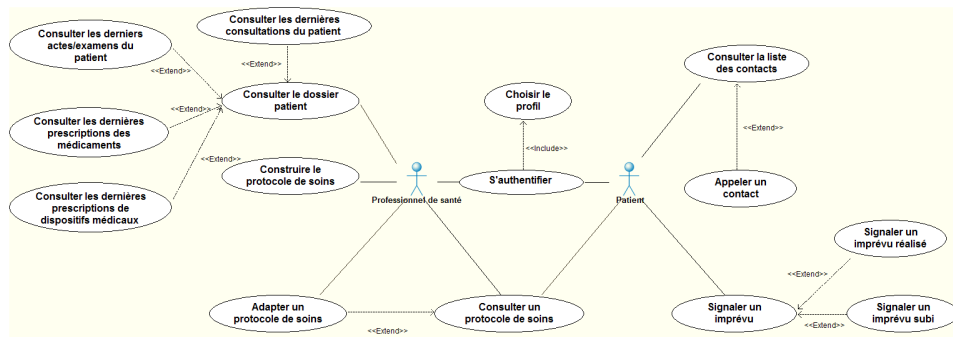 Consulter les dernières
consultations du patient
Consulter les derniers
actes/examens du
patient
<<Extend>>
<<Extend>>
Consulter la liste
des contacts
Consulter le dossier
patient
Choisir le
profil
<<Extend>>
Consulter les dernières
prescriptions des
médicaments
<<Extend>>
<<Include>>
<<Extend>>
Construire le
protocole de soins
S'authentifier
Appeler un
contact
Professionnel de santé
Patient
Consulter les dernières
prescriptions de
dispositifs médicaux
Signaler un
imprévu réalisé
<<Extend>>
Adapter un
protocole de soins
<<Extend>>
Consulter un
protocole de soins
Signaler un
imprévu
<<Extend>>
Signaler un
imprévu subi